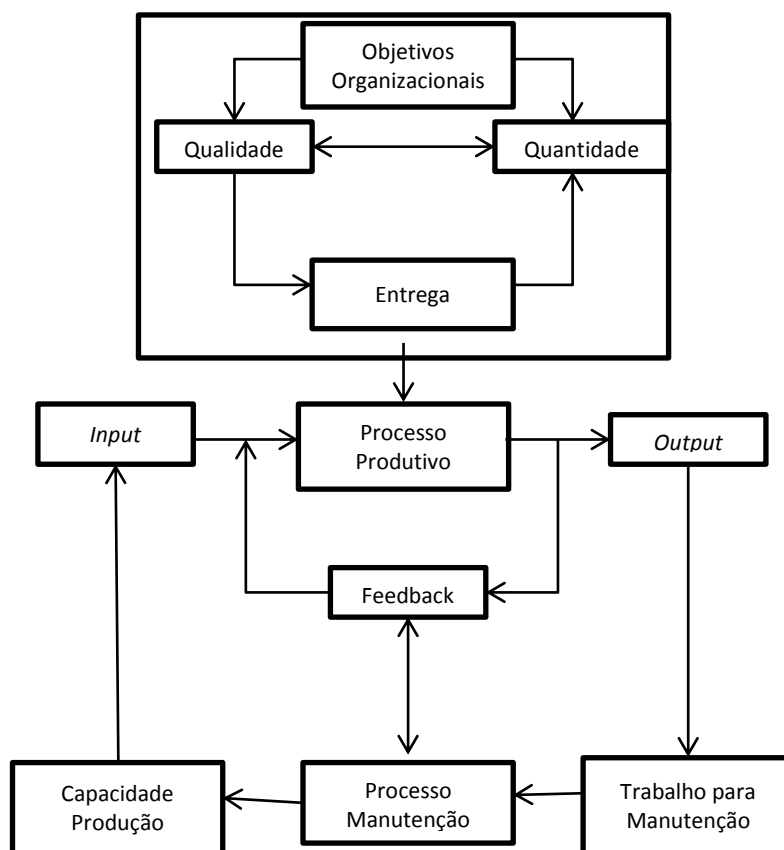 Objetivos
Organizacionais
Qualidade
Quantidade
Entrega
Input
Processo
Produtivo
Output
Feedback
Capacidade
Produção
Processo
Manutenção
Trabalho para
Manutenção